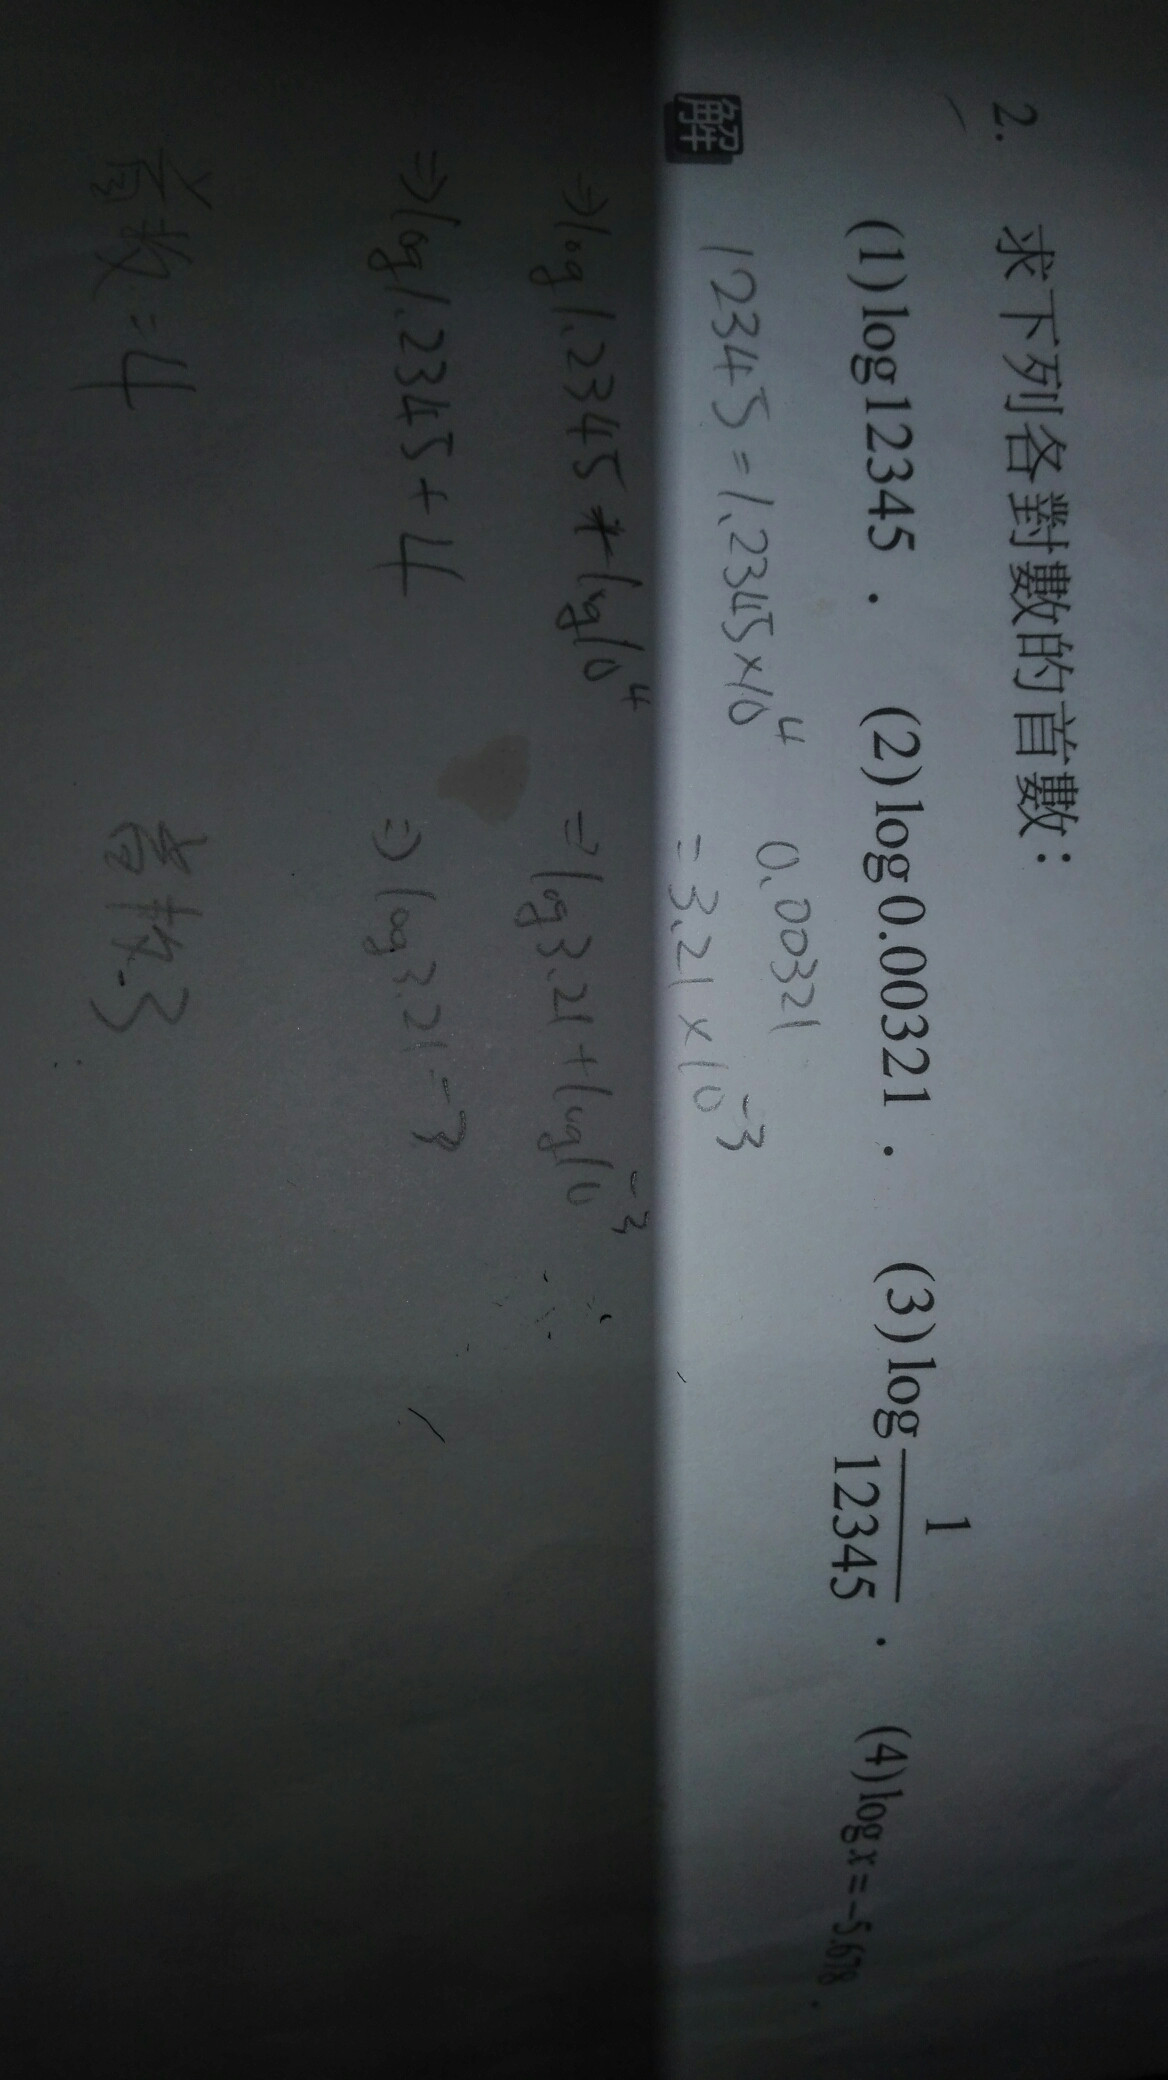 2. 求下列各對數的首數：
(1) log12345． (2) log0.00321． (3) log 1/12345． (4) log x = -5.678．
解
12345 = 1.2345×10⁴
⇒ log1.2345 + log10⁴
⇒ log1.2345 + 4
首数 = 4
0.00321
= 3.21 × 10⁻³
= log3.21 + log10⁻³
⇒ log3.21 - 3
首数 -3